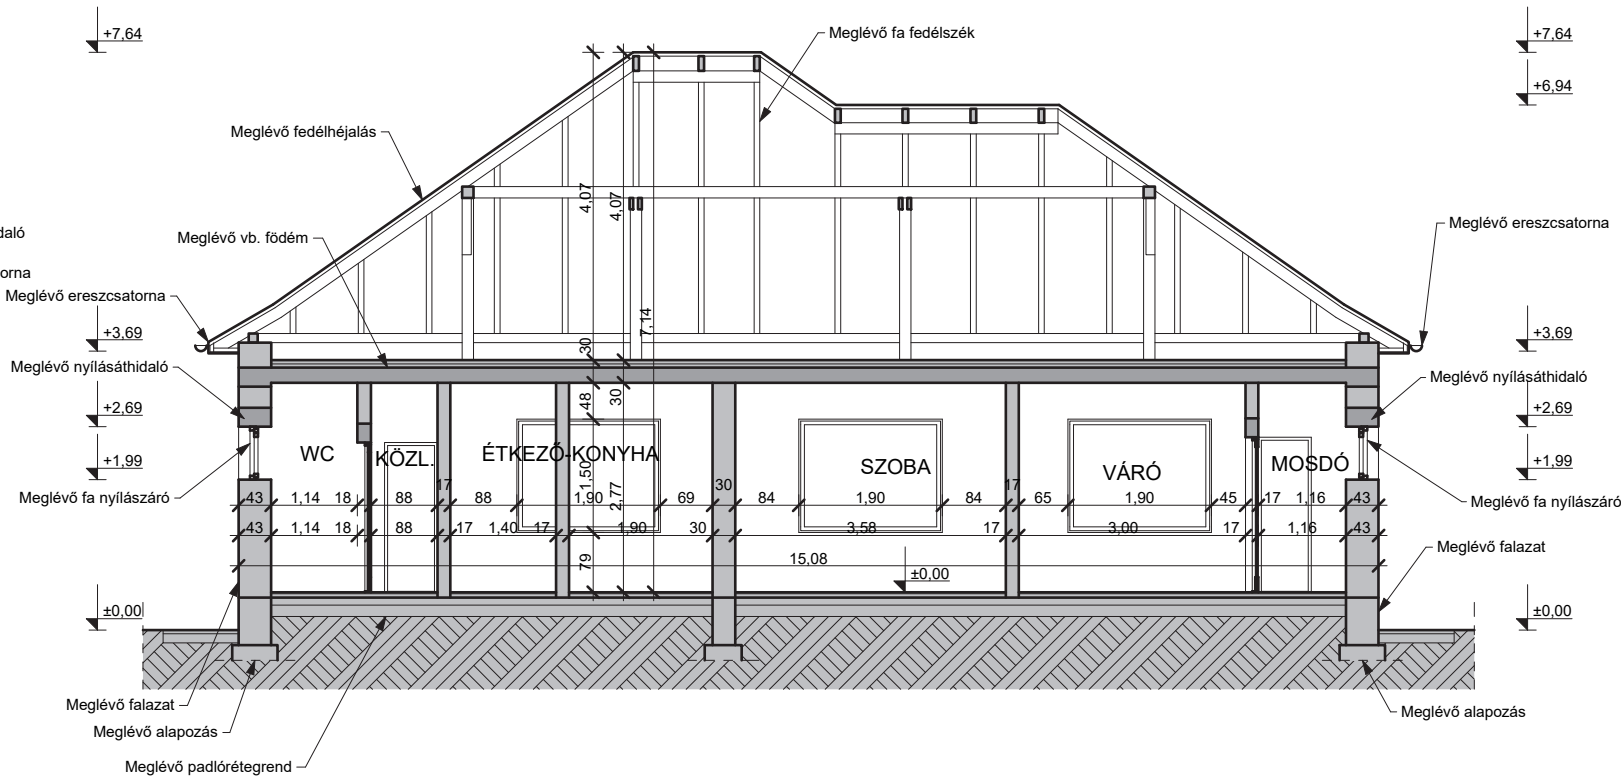 +7,64
Meglévő fa fedélszék
+7,64
+6,94
Meglévő fedélhéjalás
4,07
4,07
Meglévő ereszcsatorna
daló
Meglévő vb. födém
orna
Meglévő ereszcsatorna
7,14
+3,69
+3,69
30
Meglévő nyílásáthidaló
Meglévő nyílásáthidaló
30
48
+2,69
+2,69
WC
KÖZL.
ÉTKEZŐ-KONYHA
SZOBA
VÁRÓ
MOSDÓ
+1,99
+1,99
1,50
2,77
Meglévő fa nyílászáró
Meglévő fa nyílászáró
43 1,14 18 88 17 88 1,90 69 30 84 1,90 84 17 65 1,90 45 17 1,16 43
43 1,14 18 88 17 1,40 17 1,90 30 3,58 17 3,00 17 1,16 43
79
15,08
Meglévő falazat
±0,00
±0,00
±0,00
Meglévő falazat
Meglévő alapozás
Meglévő alapozás
Meglévő padlórétegrend